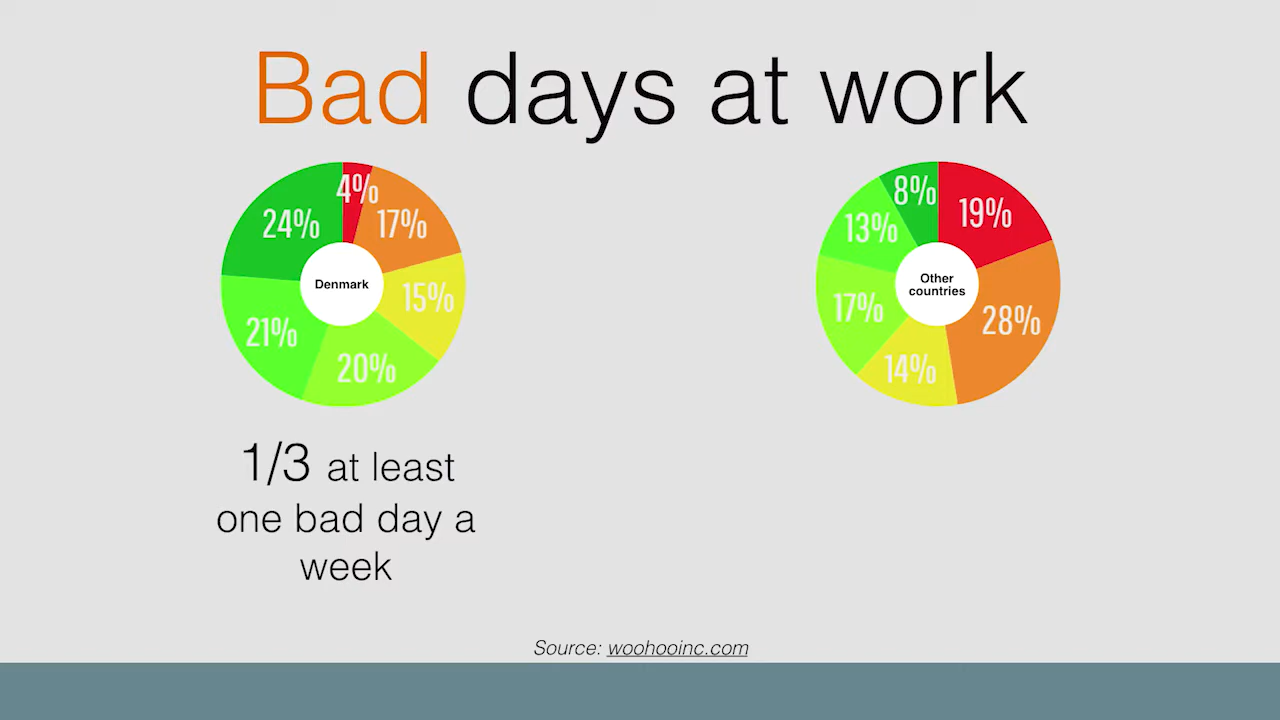 Bad days at work
4%
17%
15%
20%
21%
24%
Denmark
19%
28%
14%
17%
13%
8%
Other
countries
1/3 at least
one bad day a
week
Source: woohooinc.com